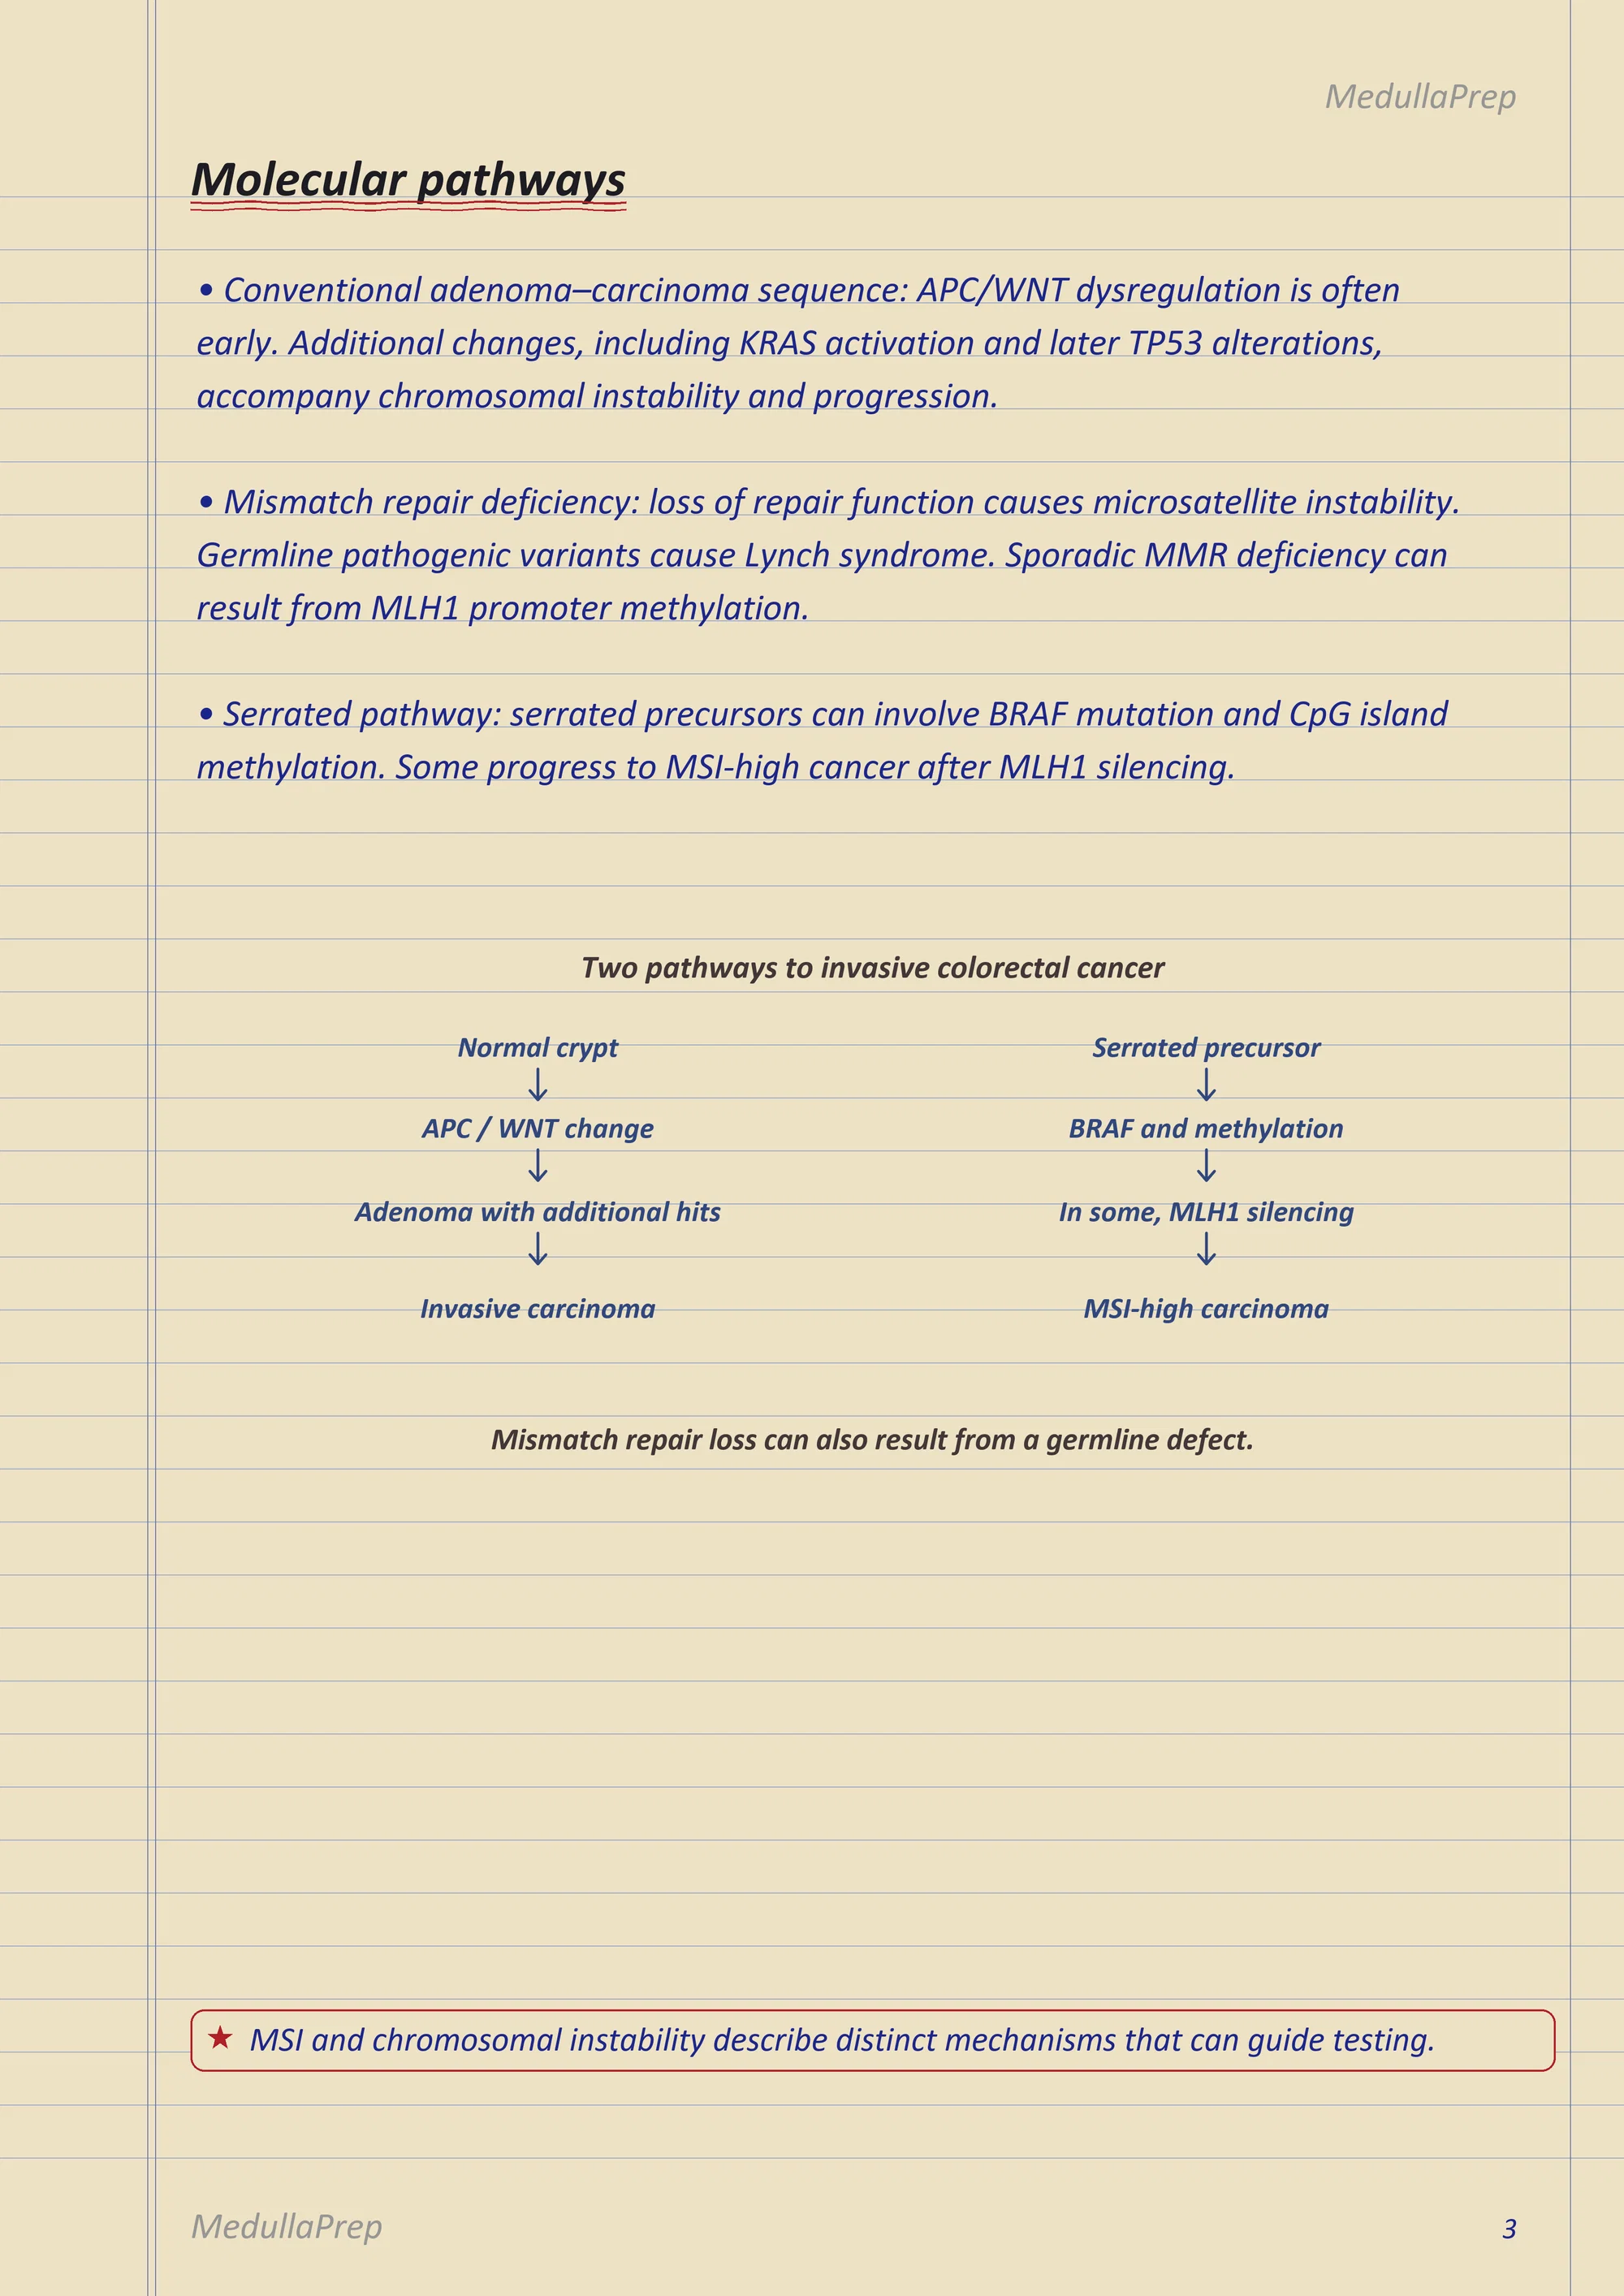 MedullaPrep
Molecular pathways
• Conventional adenoma–carcinoma sequence: APC/WNT dysregulation is often
early. Additional changes, including KRAS activation and later TP53 alterations,
accompany chromosomal instability and progression.
• Mismatch repair deficiency: loss of repair function causes microsatellite instability.
Germline pathogenic variants cause Lynch syndrome. Sporadic MMR deficiency can
result from MLH1 promoter methylation.
• Serrated pathway: serrated precursors can involve BRAF mutation and CpG island
methylation. Some progress to MSI-high cancer after MLH1 silencing.
Two pathways to invasive colorectal cancer
Normal crypt
↓
APC / WNT change
↓
Adenoma with additional hits
↓
Invasive carcinoma
Serrated precursor
↓
BRAF and methylation
↓
In some, MLH1 silencing
↓
MSI-high carcinoma
Mismatch repair loss can also result from a germline defect.
★ MSI and chromosomal instability describe distinct mechanisms that can guide testing.
MedullaPrep
3